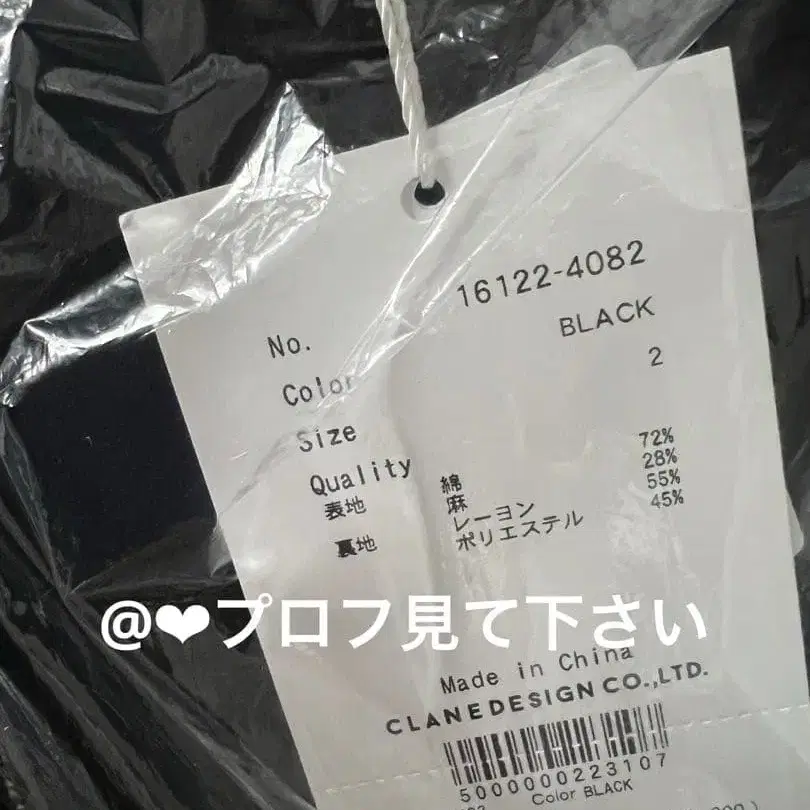 No. 16122-4082
Color BLACK
Size 2
Quality
表地 綿 72%
麻 28%
裏地 レーヨン 55%
ポリエステル 45%
@❤プロフ見て下さい
Made in China
CLANEDESIGN CO.,LTD.
5000000223107
Color BLACK